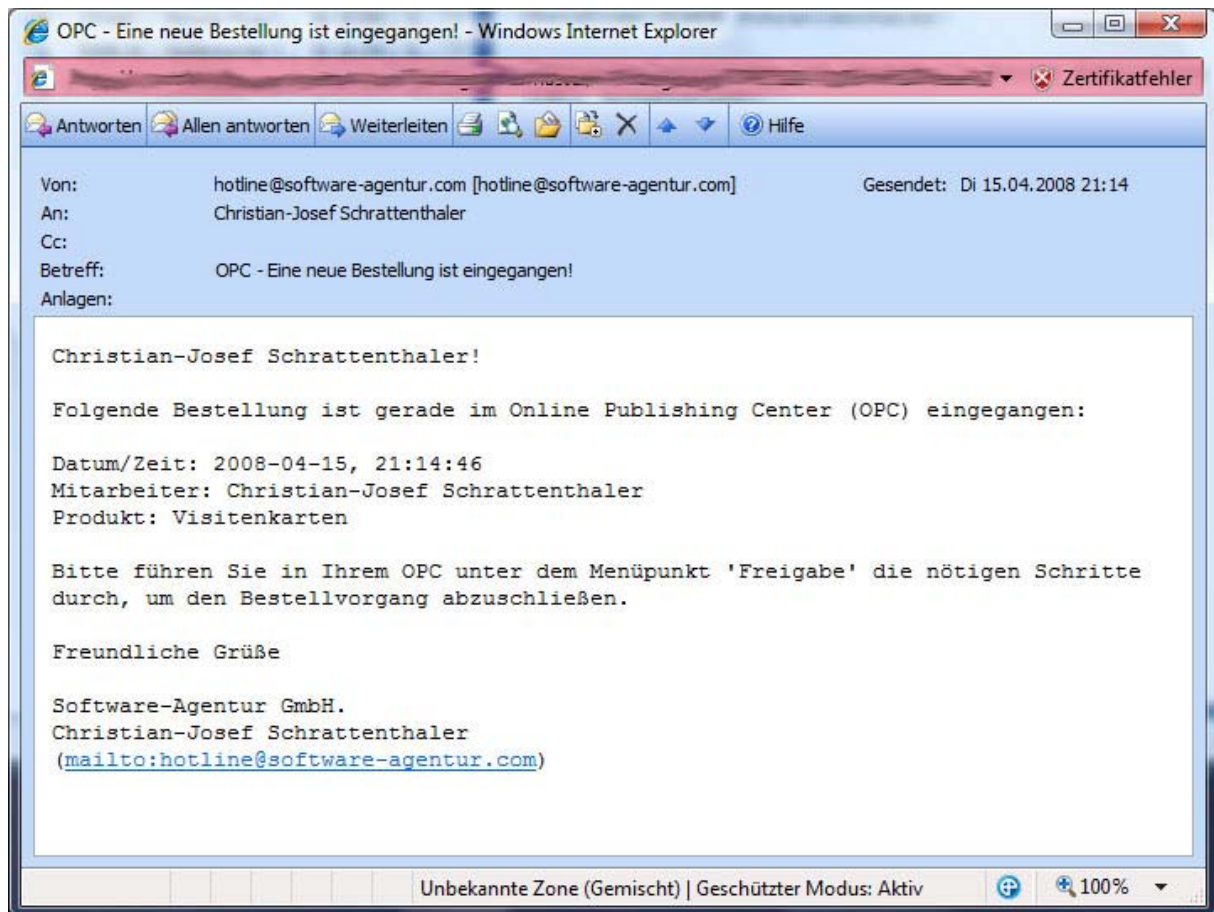 OPC - Eine neue Bestellung ist eingegangen! - Windows Internet Explorer
Zertifikatfehler
Antworten Allen antworten Weiterleiten Hilfe
Von: hotline@software-agentur.com [hotline@software-agentur.com] Gesendet: Di 15.04.2008 21:14
An: Christian-Josef Schrattenthaler
Cc:
Betreff: OPC - Eine neue Bestellung ist eingegangen!
Anlagen:
Christian-Josef Schrattenthaler!
Folgende Bestellung ist gerade im Online Publishing Center (OPC) eingegangen:
Datum/Zeit: 2008-04-15, 21:14:46
Mitarbeiter: Christian-Josef Schrattenthaler
Produkt: Visitenkarten
Bitte führen Sie in Ihrem OPC unter dem Menüpunkt 'Freigabe' die nötigen Schritte
durch, um den Bestellvorgang abzuschließen.
Freundliche Grüße
Software-Agentur GmbH.
Christian-Josef Schrattenthaler
(mailto:hotline@software-agentur.com)
Unbekannte Zone (Gemischt) | Geschützter Modus: Aktiv 100%